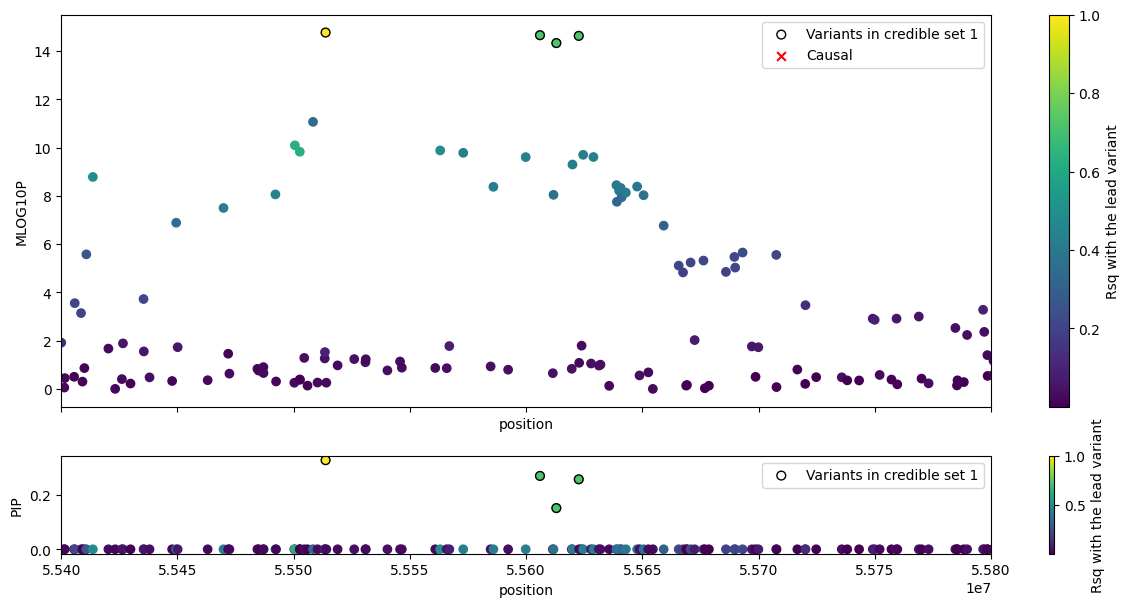 14
12
10
8
6
4
2
0
MLOG10P
Variants in credible set 1
Causal
position
1.0
0.8
0.6
0.4
0.2
Rsq with the lead variant
0.2
0.0
PIP
Variants in credible set 1
5.540 5.545 5.550 5.555 5.560 5.565 5.570 5.575 5.580
1e7
position
1.0
0.5
Rsq with the lead variant